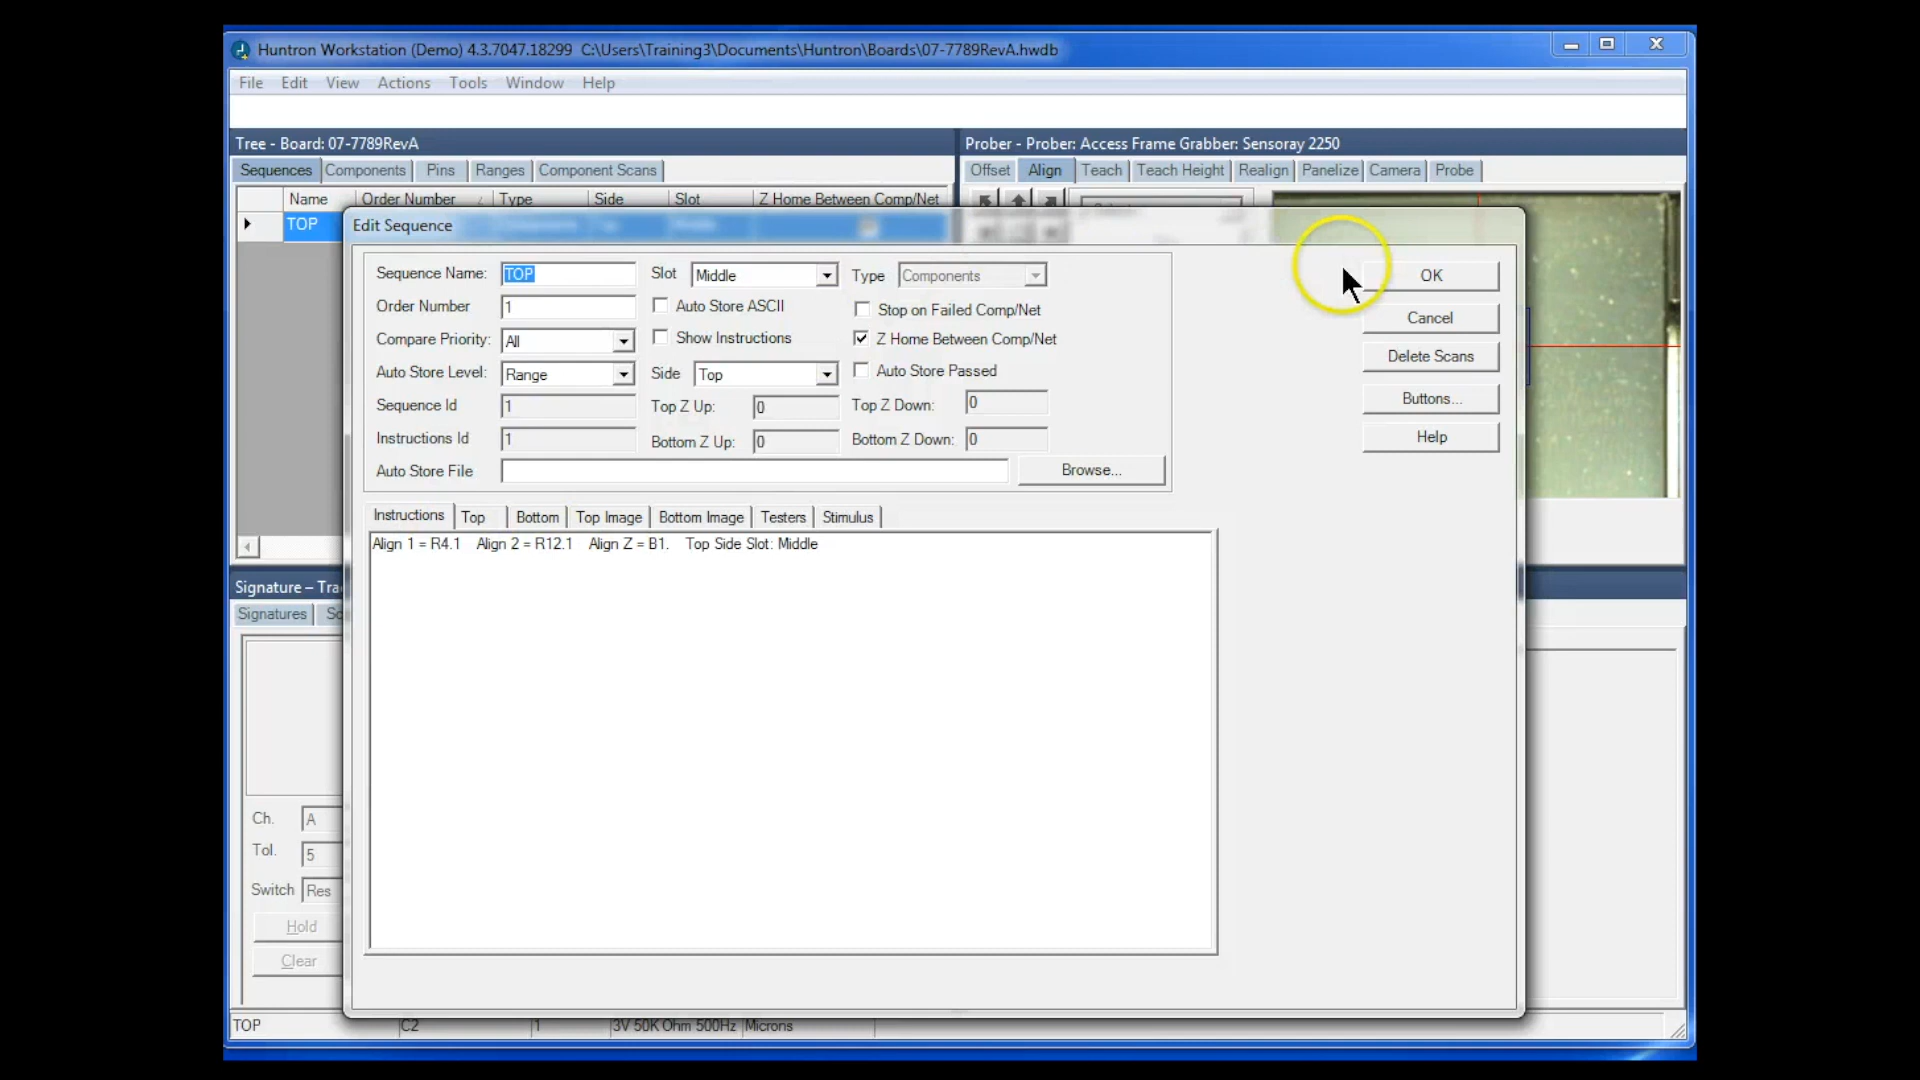 Huntron Workstation (Demo) 4.3.7047.18299 C:\Users\Training3\Documents\Huntron\Boards\07-7789RevA.hwdb
File Edit View Actions Tools Window Help
Tree - Board: 07-7789RevA
Prober - Prober: Access Frame Grabber: Sensoray 2250
Sequences Components Pins Ranges Component Scans
Offset Align Teach Teach Height Realign Panelize Camera Probe
Name Order Number Type Side Slot Z Home Between Comp/Net
TOP
Edit Sequence
Sequence Name: TOP Slot Middle Type Components OK
Order Number 1 Auto Store ASCII Stop on Failed Comp/Net Cancel
Compare Priority: All Show Instructions Z Home Between Comp/Net Delete Scans
Auto Store Level: Range Side Top Auto Store Passed
Sequence Id 1 Top Z Up: 0 Top Z Down: 0 Buttons...
Instructions Id 1 Bottom Z Up: 0 Bottom Z Down: 0 Help
Auto Store File Browse...
Instructions Top Bottom Top Image Bottom Image Testers Stimulus
Align 1 = R4.1 Align 2 = R12.1 Align Z = B1. Top Side Slot: Middle
Signature – Tra
Signatures Sc
Ch. A
Tol. 5
Switch Res
Hold
Clear
TOP C2 1 3V 50K Ohm 500Hz Microns